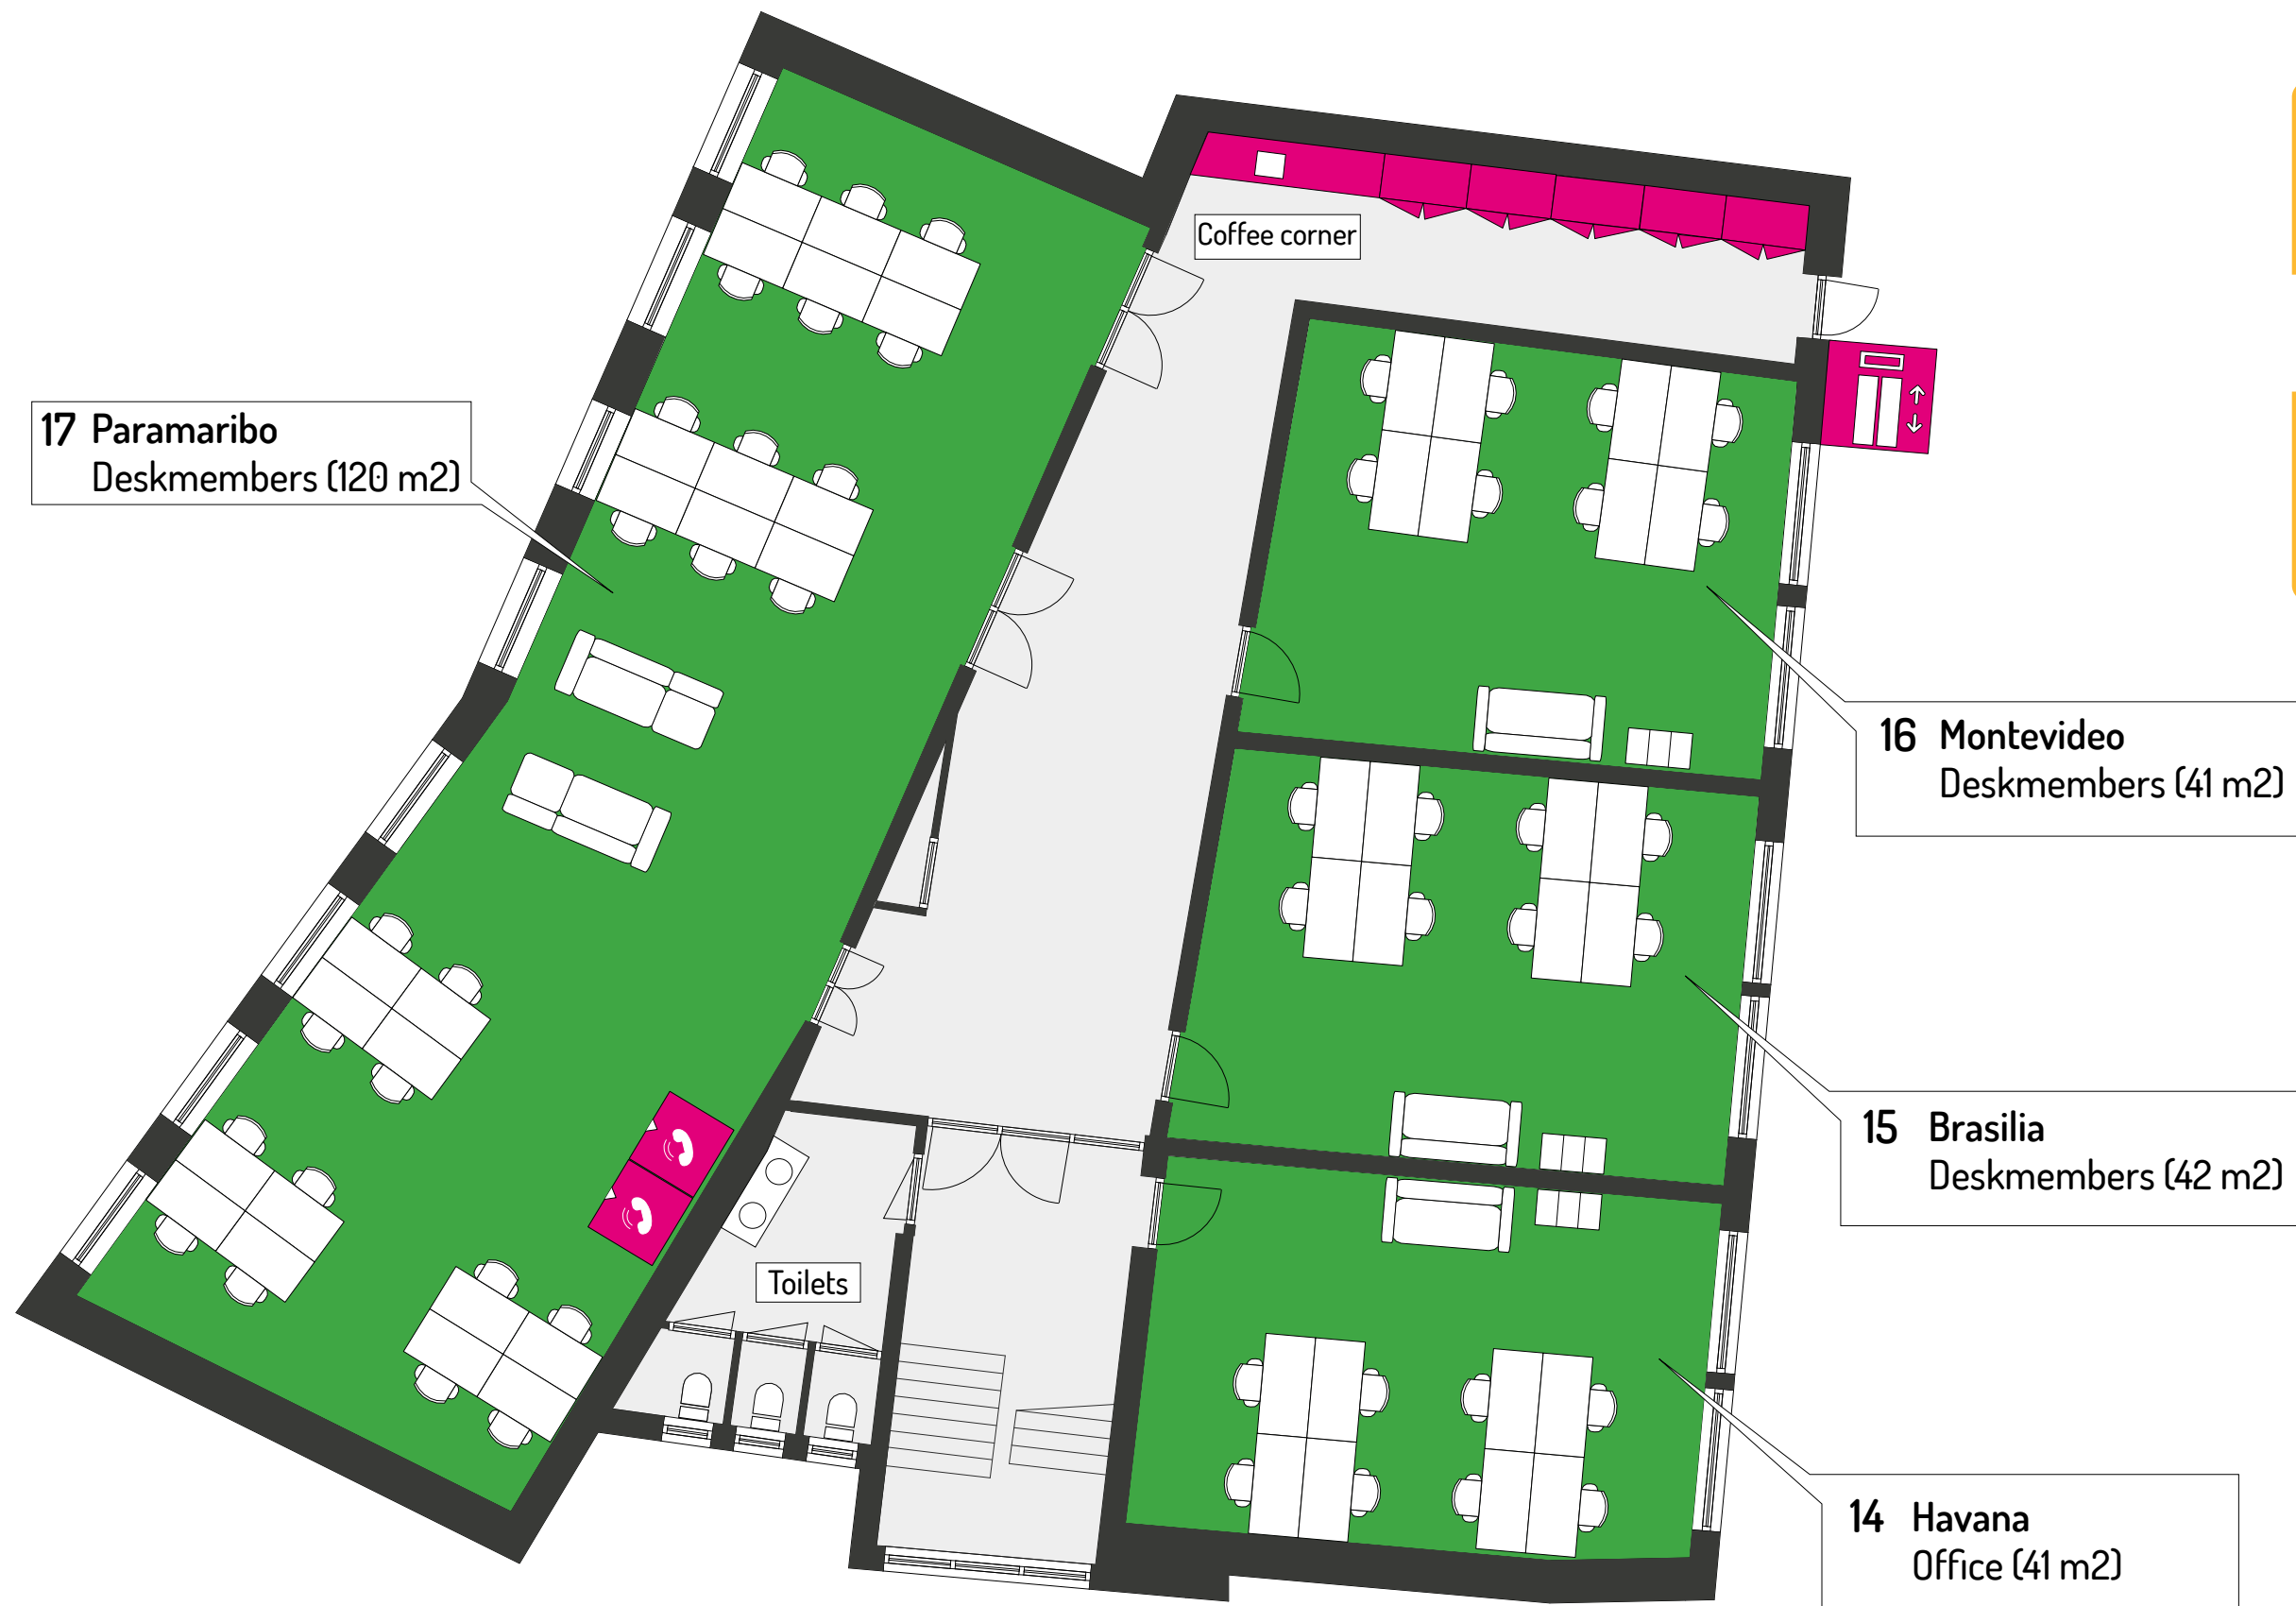 Coffee corner
17 Paramaribo
Deskmembers (120 m2)
16 Montevideo
Deskmembers (41 m2)
15 Brasilia
Deskmembers (42 m2)
Toilets
14 Havana
Office (41 m2)